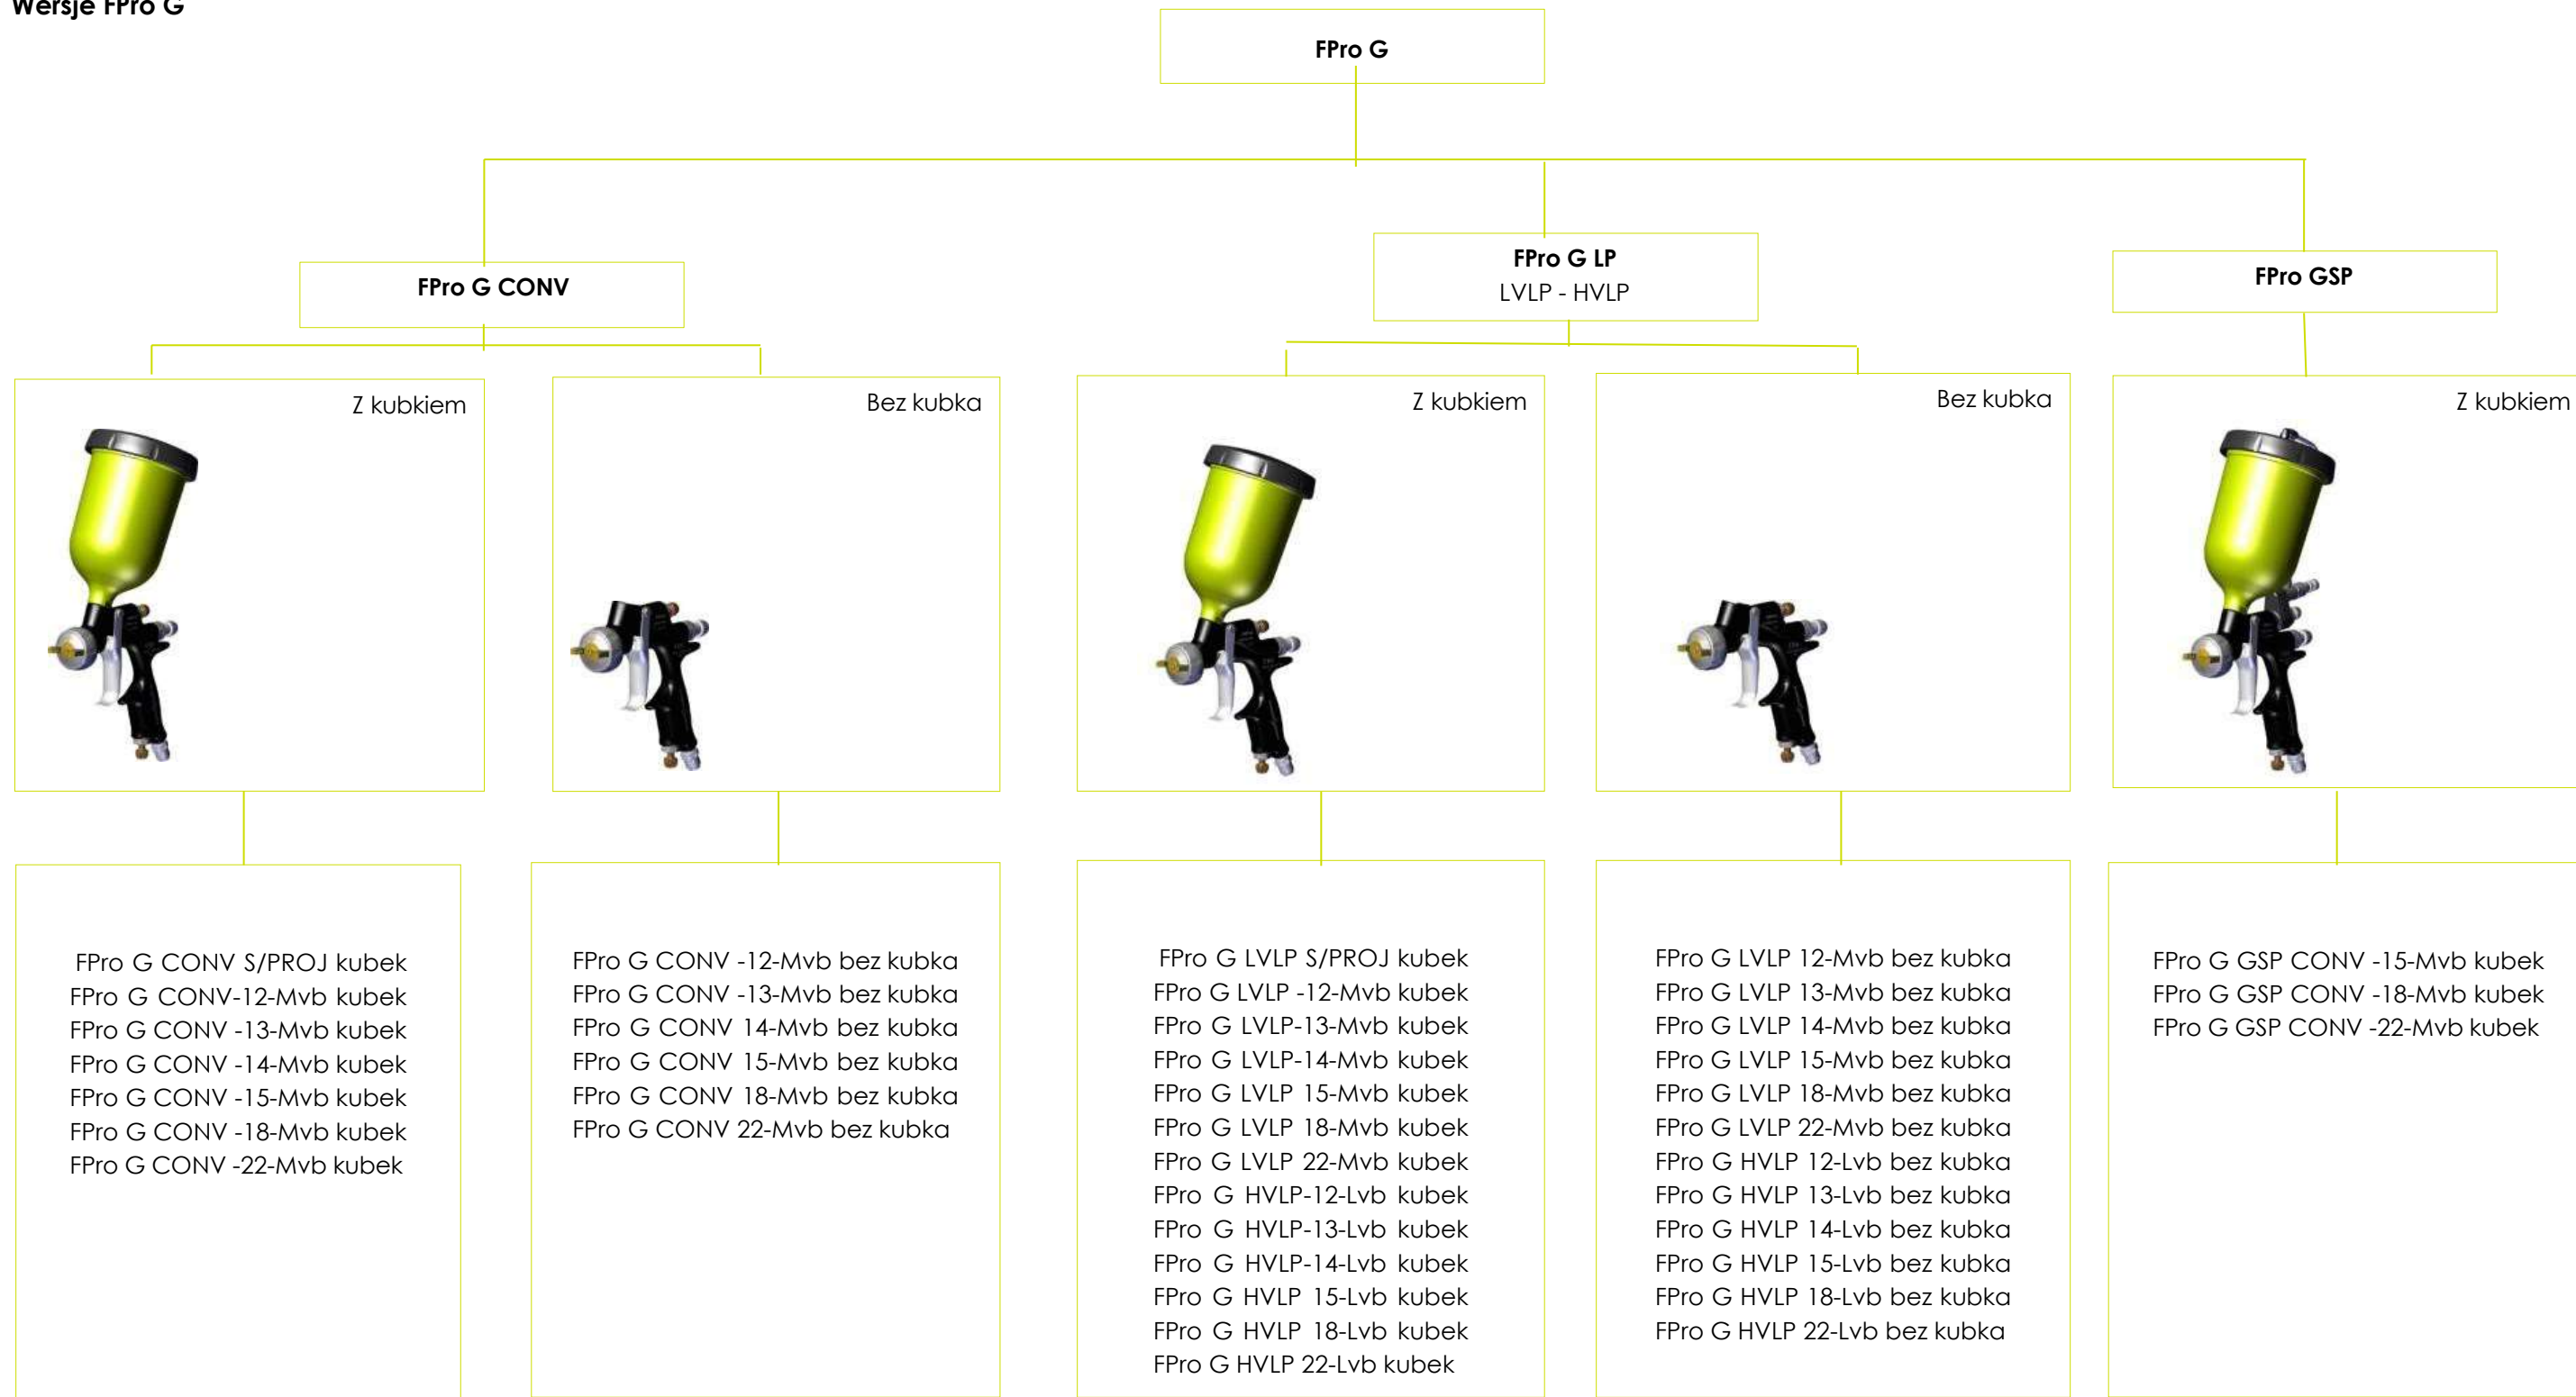 Wersje FPro G
FPro G
FPro G CONV
FPro G LP
LVLP - HVLP
FPro GSP
Z kubkiem
Bez kubka
Z kubkiem
Bez kubka
Z kubkiem
FPro G CONV S/PROJ kubek
FPro G CONV-12-Mvb kubek
FPro G CONV -13-Mvb kubek
FPro G CONV -14-Mvb kubek
FPro G CONV -15-Mvb kubek
FPro G CONV -18-Mvb kubek
FPro G CONV -22-Mvb kubek
FPro G CONV -12-Mvb bez kubka
FPro G CONV -13-Mvb bez kubka
FPro G CONV 14-Mvb bez kubka
FPro G CONV 15-Mvb bez kubka
FPro G CONV 18-Mvb bez kubka
FPro G CONV 22-Mvb bez kubka
FPro G LVLP S/PROJ kubek
FPro G LVLP -12-Mvb kubek
FPro G LVLP-13-Mvb kubek
FPro G LVLP-14-Mvb kubek
FPro G LVLP 15-Mvb kubek
FPro G LVLP 18-Mvb kubek
FPro G LVLP 22-Mvb kubek
FPro G HVLP-12-Lvb kubek
FPro G HVLP-13-Lvb kubek
FPro G HVLP-14-Lvb kubek
FPro G HVLP 15-Lvb kubek
FPro G HVLP 18-Lvb kubek
FPro G HVLP 22-Lvb kubek
FPro G LVLP 12-Mvb bez kubka
FPro G LVLP 13-Mvb bez kubka
FPro G LVLP 14-Mvb bez kubka
FPro G LVLP 15-Mvb bez kubka
FPro G LVLP 18-Mvb bez kubka
FPro G LVLP 22-Mvb bez kubka
FPro G HVLP 12-Lvb bez kubka
FPro G HVLP 13-Lvb bez kubka
FPro G HVLP 14-Lvb bez kubka
FPro G HVLP 15-Lvb bez kubka
FPro G HVLP 18-Lvb bez kubka
FPro G HVLP 22-Lvb bez kubka
FPro G GSP CONV -15-Mvb kubek
FPro G GSP CONV -18-Mvb kubek
FPro G GSP CONV -22-Mvb kubek